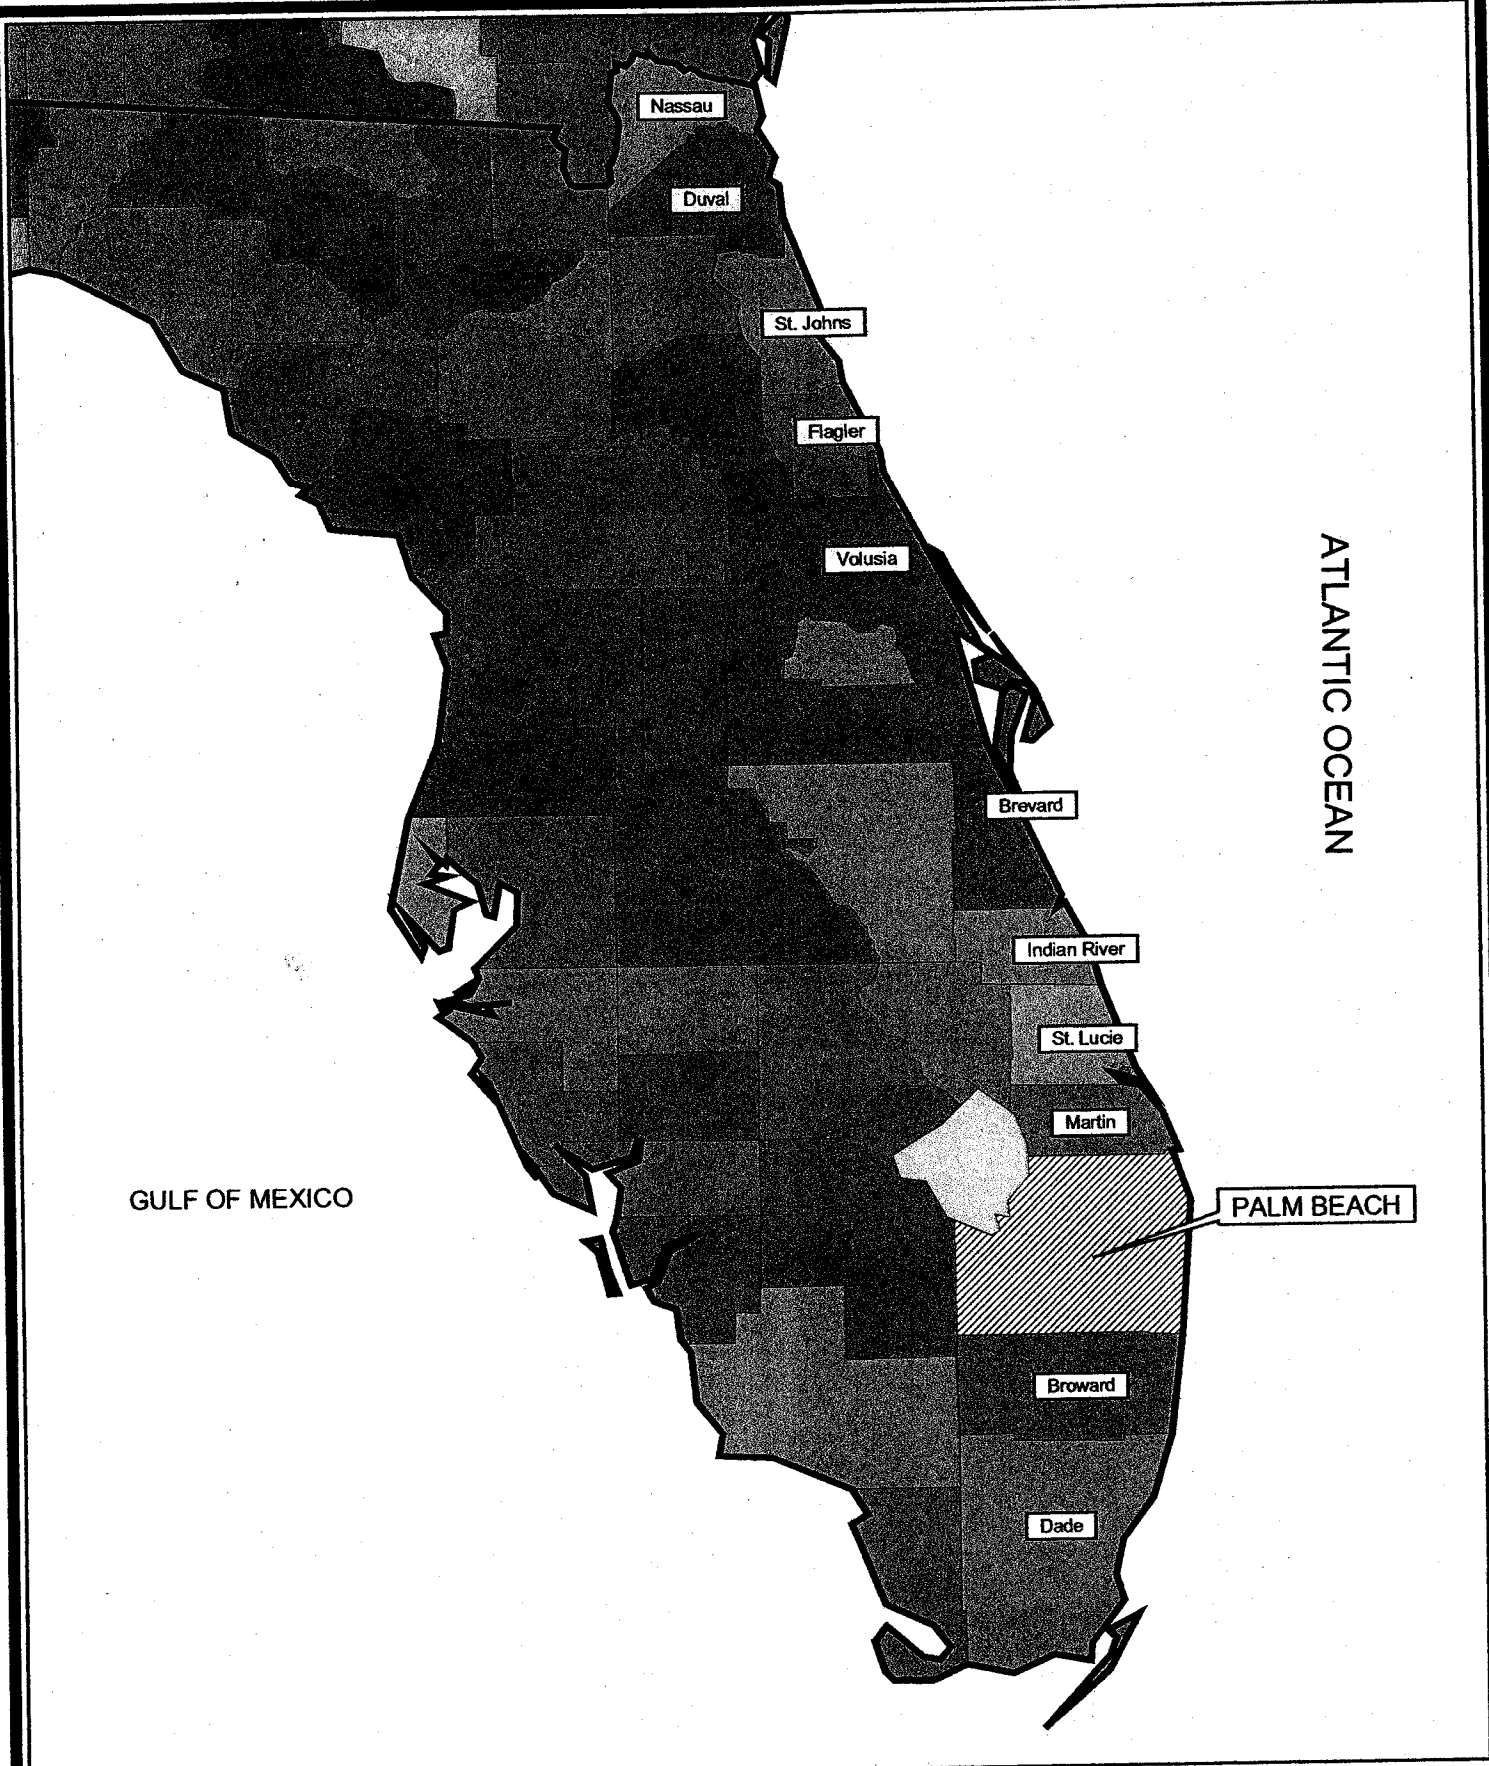 Nassau
Duval
St. Johns
Flagler
ATLANTIC OCEAN
Volusia
Brevard
Indian River
St. Lucie
Martin
GULF OF MEXICO
PALM BEACH
Broward
Dade